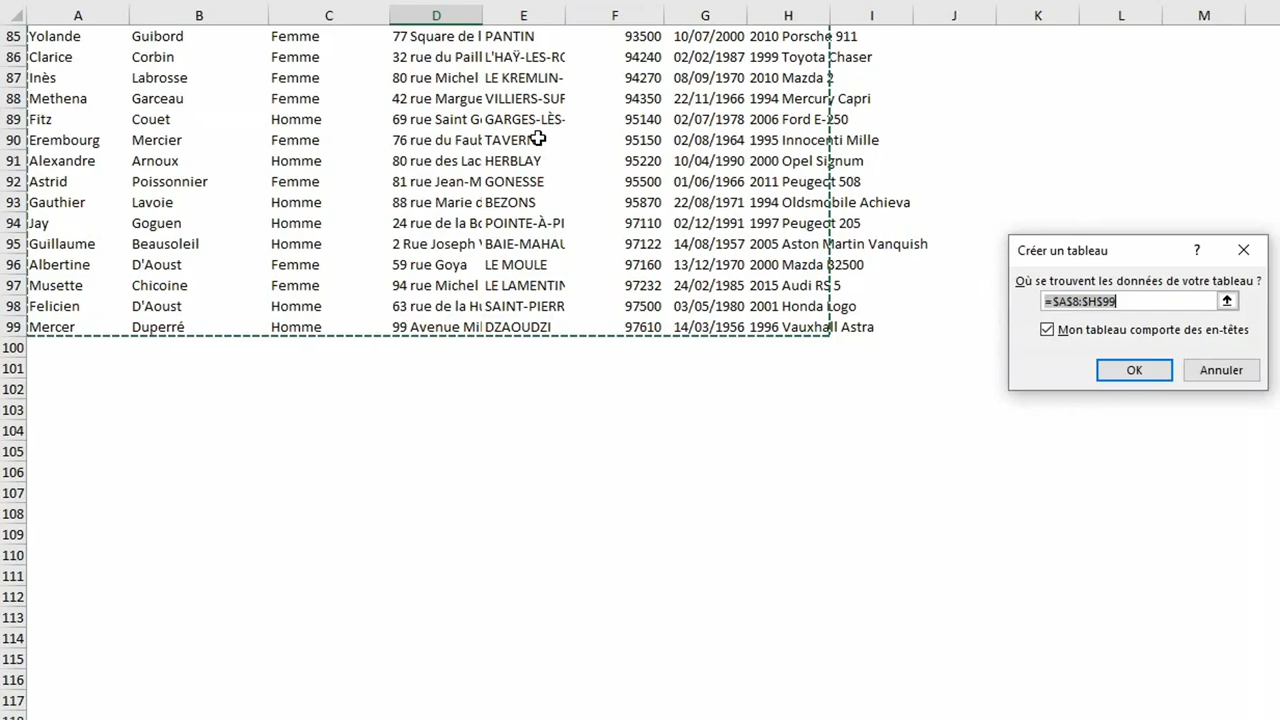 A B C D E F G H I J K L M
85 Yolande Guibord Femme 77 Square de l PANTIN 93500 10/07/2000 2010 Porsche 911
86 Clarice Corbin Femme 32 rue du Paill L'HAŸ-LES-RO 94240 02/02/1987 1999 Toyota Chaser
87 Inès Labrosse Femme 80 rue Michel LE KREMLIN- 94270 08/09/1970 2010 Mazda 2
88 Methena Garceau Femme 42 rue Margue VILLIERS-SUR 94350 22/11/1966 1994 Mercury Capri
89 Fitz Couet Homme 69 rue Saint Ge GARGES-LÈS- 95140 02/07/1978 2006 Ford E-250
90 Erembourg Mercier Femme 76 rue du Faub TAVERN 95150 02/08/1964 1995 Innocenti Mille
91 Alexandre Arnoux Homme 80 rue des Lac HERBLAY 95220 10/04/1990 2000 Opel Signum
92 Astrid Poissonnier Femme 81 rue Jean-M GONESSE 95500 01/06/1966 2011 Peugeot 508
93 Gauthier Lavoie Homme 88 rue Marie d BEZONS 95870 22/08/1971 1994 Oldsmobile Achieva
94 Jay Goguen Homme 24 rue de la Bo POINTE-À-PI 97110 02/12/1991 1997 Peugeot 205
95 Guillaume Beausoleil Homme 2 Rue Joseph V BAIE-MAHAU 97122 14/08/1957 2005 Aston Martin Vanquish
96 Albertine D'Aoust Femme 59 rue Goya LE MOULE 97160 13/12/1970 2000 Mazda B2500
97 Musette Chicoine Femme 94 rue Michel LE LAMENTIN 97232 24/02/1985 2015 Audi RS 5
98 Felicien D'Aoust Homme 63 rue de la Hu SAINT-PIERR 97500 03/05/1980 2001 Honda Logo
99 Mercer Duperré Homme 99 Avenue Mil DZAOUDZI 97610 14/03/1956 1996 Vauxhall Astra
100
101
102
103
104
105
106
107
108
109
110
111
112
113
114
115
116
117
Créer un tableau ?
Où se trouvent les données de votre tableau ?
=$A$8:$H$99
Mon tableau comporte des en-têtes
OK Annuler